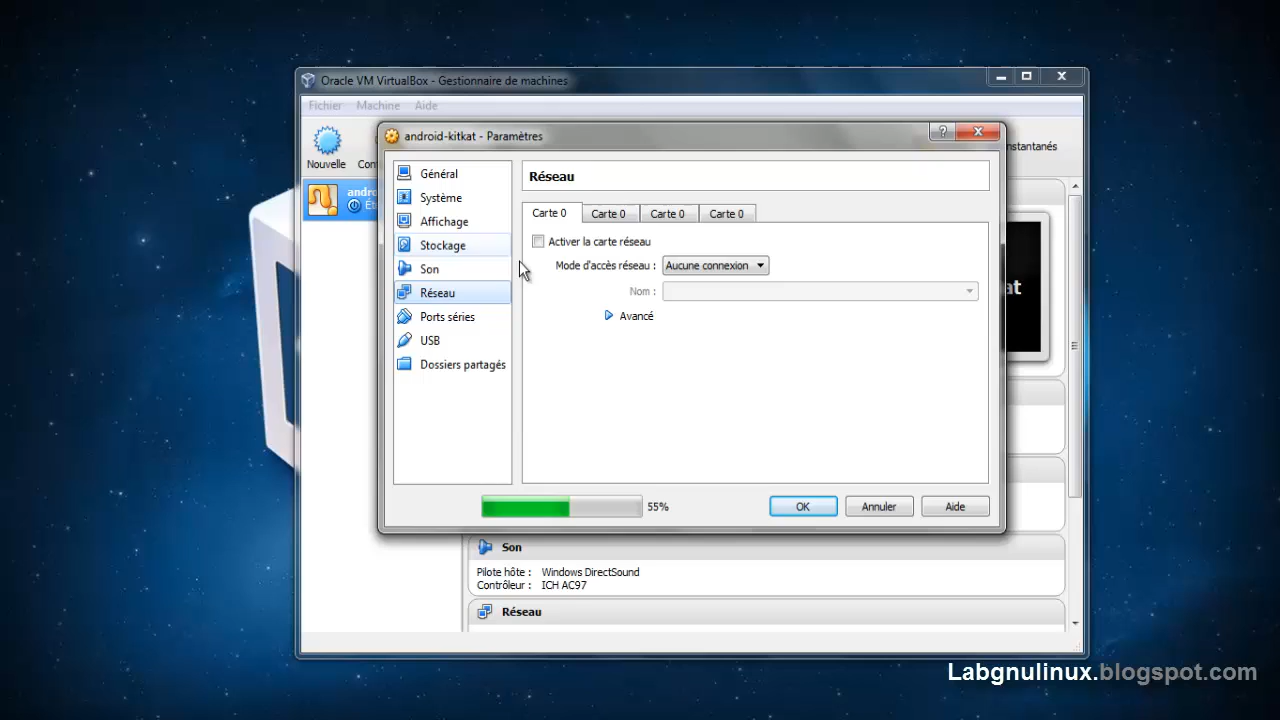 Oracle VM VirtualBox - Gestionnaire de machines
Fichier Machine Aide
android-kitkat - Paramètres
?
Nouvelle
Con
nstantanés
andro
Ét
at
Général
Système
Affichage
Stockage
Son
Réseau
Ports séries
USB
Dossiers partagés
Réseau
Carte 0 Carte 0 Carte 0 Carte 0
Activer la carte réseau
Mode d'accès réseau : Aucune connexion
Nom :
Avancé
55%
OK Annuler Aide
Son
Pilote hôte : Windows DirectSound
Contrôleur : ICH AC97
Réseau
Labgnulinux.blogspot.com